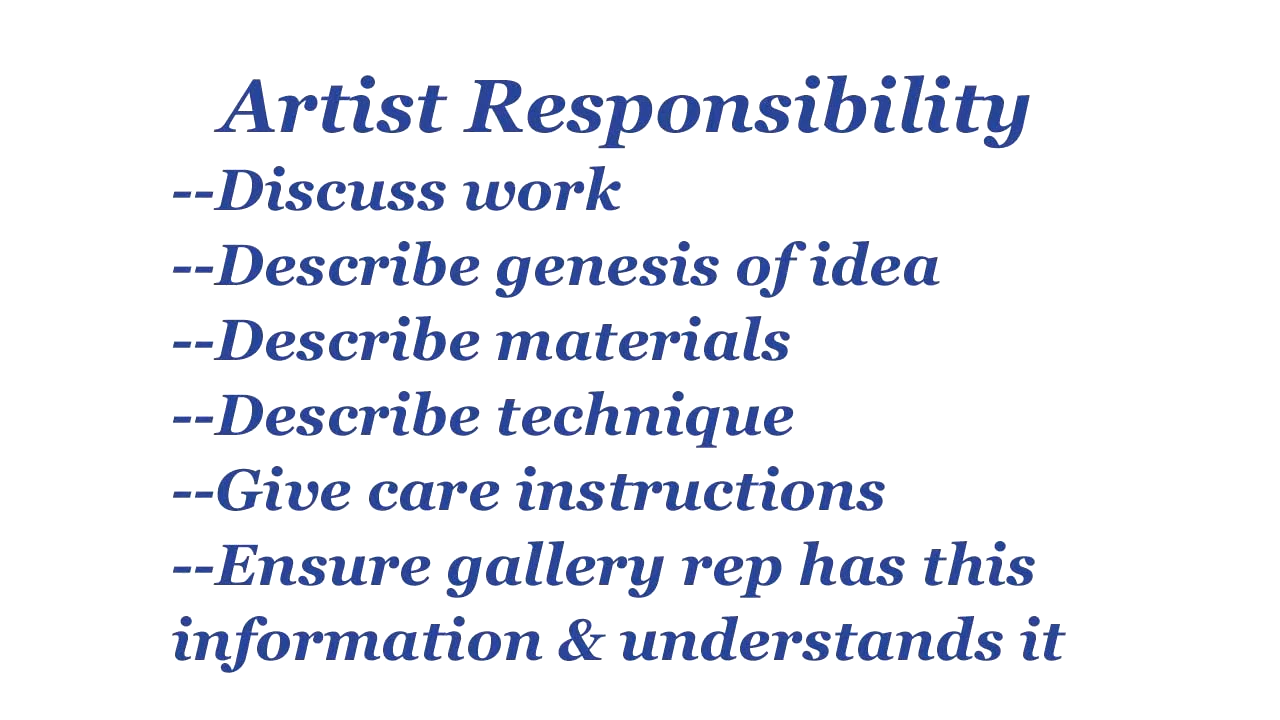 Artist Responsibility
--Discuss work
--Describe genesis of idea
--Describe materials
--Describe technique
--Give care instructions
--Ensure gallery rep has this
information & understands it